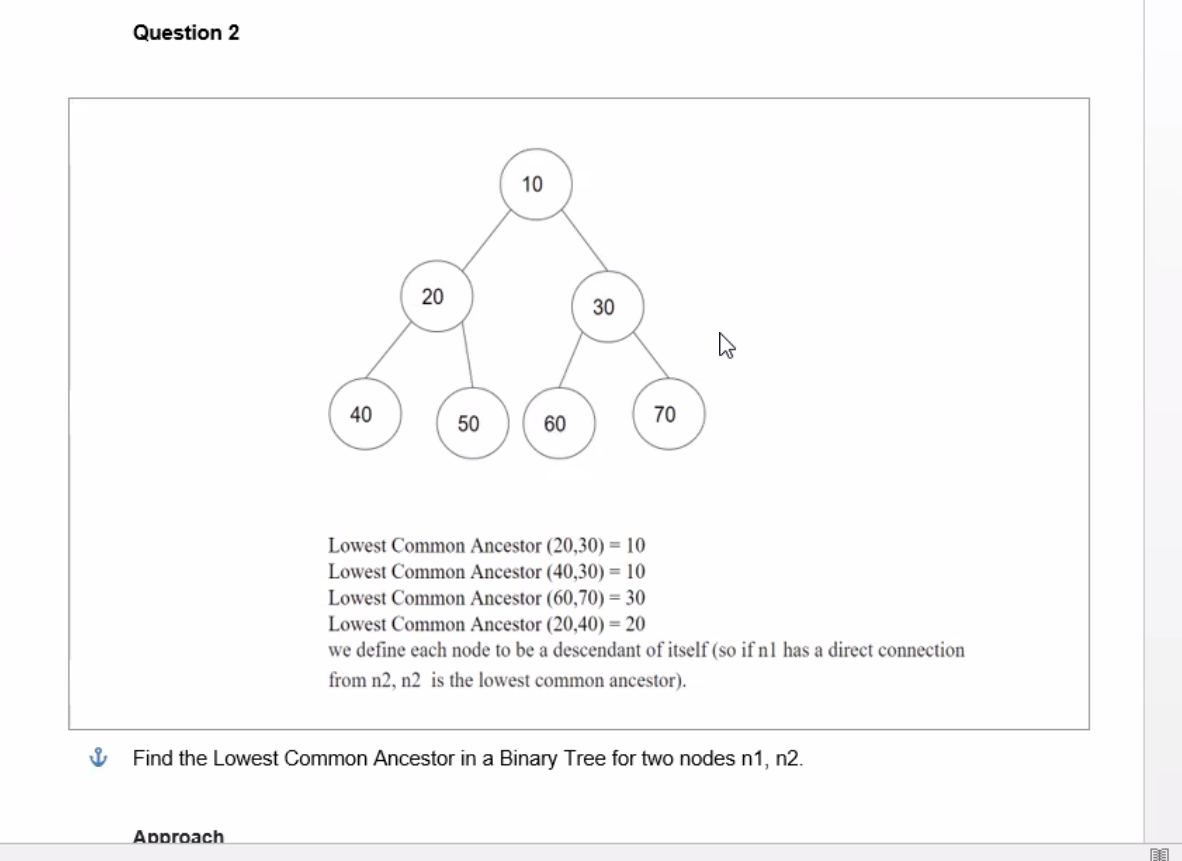 Question 2
10
20
30
40
50
60
70
Lowest Common Ancestor (20,30) = 10
Lowest Common Ancestor (40,30) = 10
Lowest Common Ancestor (60,70) = 30
Lowest Common Ancestor (20,40) = 20
we define each node to be a descendant of itself (so if n1 has a direct connection
from n2, n2 is the lowest common ancestor).
Find the Lowest Common Ancestor in a Binary Tree for two nodes n1, n2.
Approach